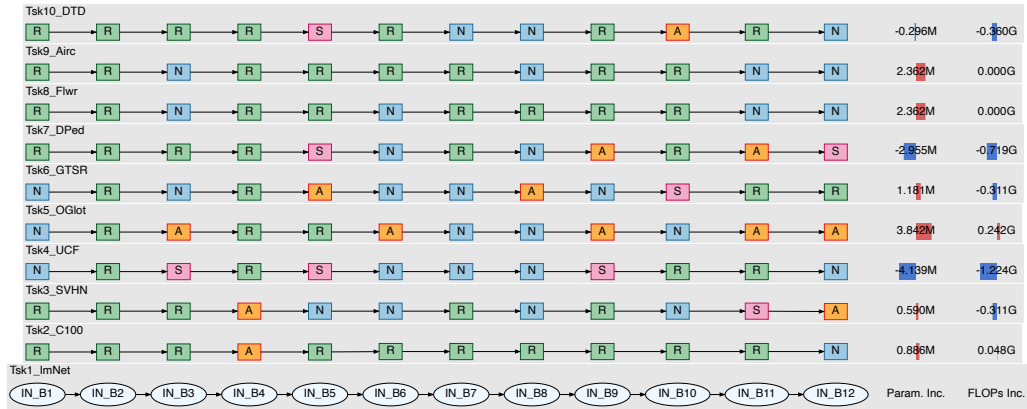 Tsk10_DTD
R R R R S R N N R A R N -0.296M -0.360G
Tsk9_Airc
R R N R R R R N R R N N 2.362M 0.000G
Tsk8_Flwr
R R N R R N R R R R N N 2.362M 0.000G
Tsk7_DPed
R R R R S N R N A R A S -2.955M -0.719G
Tsk6_GTSR
N R N R A N N A N S R R 1.181M -0.311G
Tsk5_OGlot
N R A R R A N N A N A A 3.842M 0.242G
Tsk4_UCF
N R S R S N N N S R R N -4.139M -1.224G
Tsk3_SVHN
R R R A N N R N R N S A 0.590M -0.311G
Tsk2_C100
R R R A R R R R R R R N 0.886M 0.048G
Tsk1_ImNet
IN_B1 IN_B2 IN_B3 IN_B4 IN_B5 IN_B6 IN_B7 IN_B8 IN_B9 IN_B10 IN_B11 IN_B12 Param. Inc. FLOPs Inc.